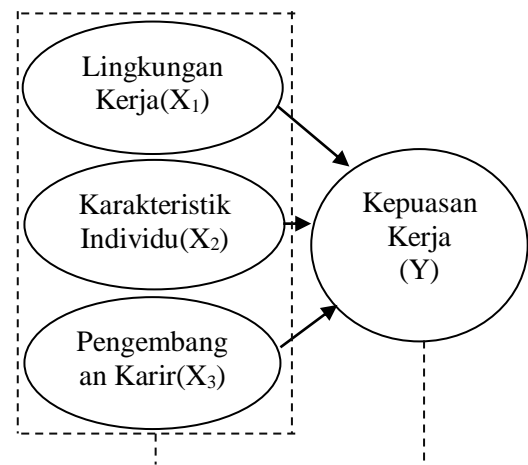 Lingkungan
Kerja(X₁)
Karakteristik
Individu(X₂)
Kepuasan
Kerja
(Y)
Pengembang
an Karir(X₃)